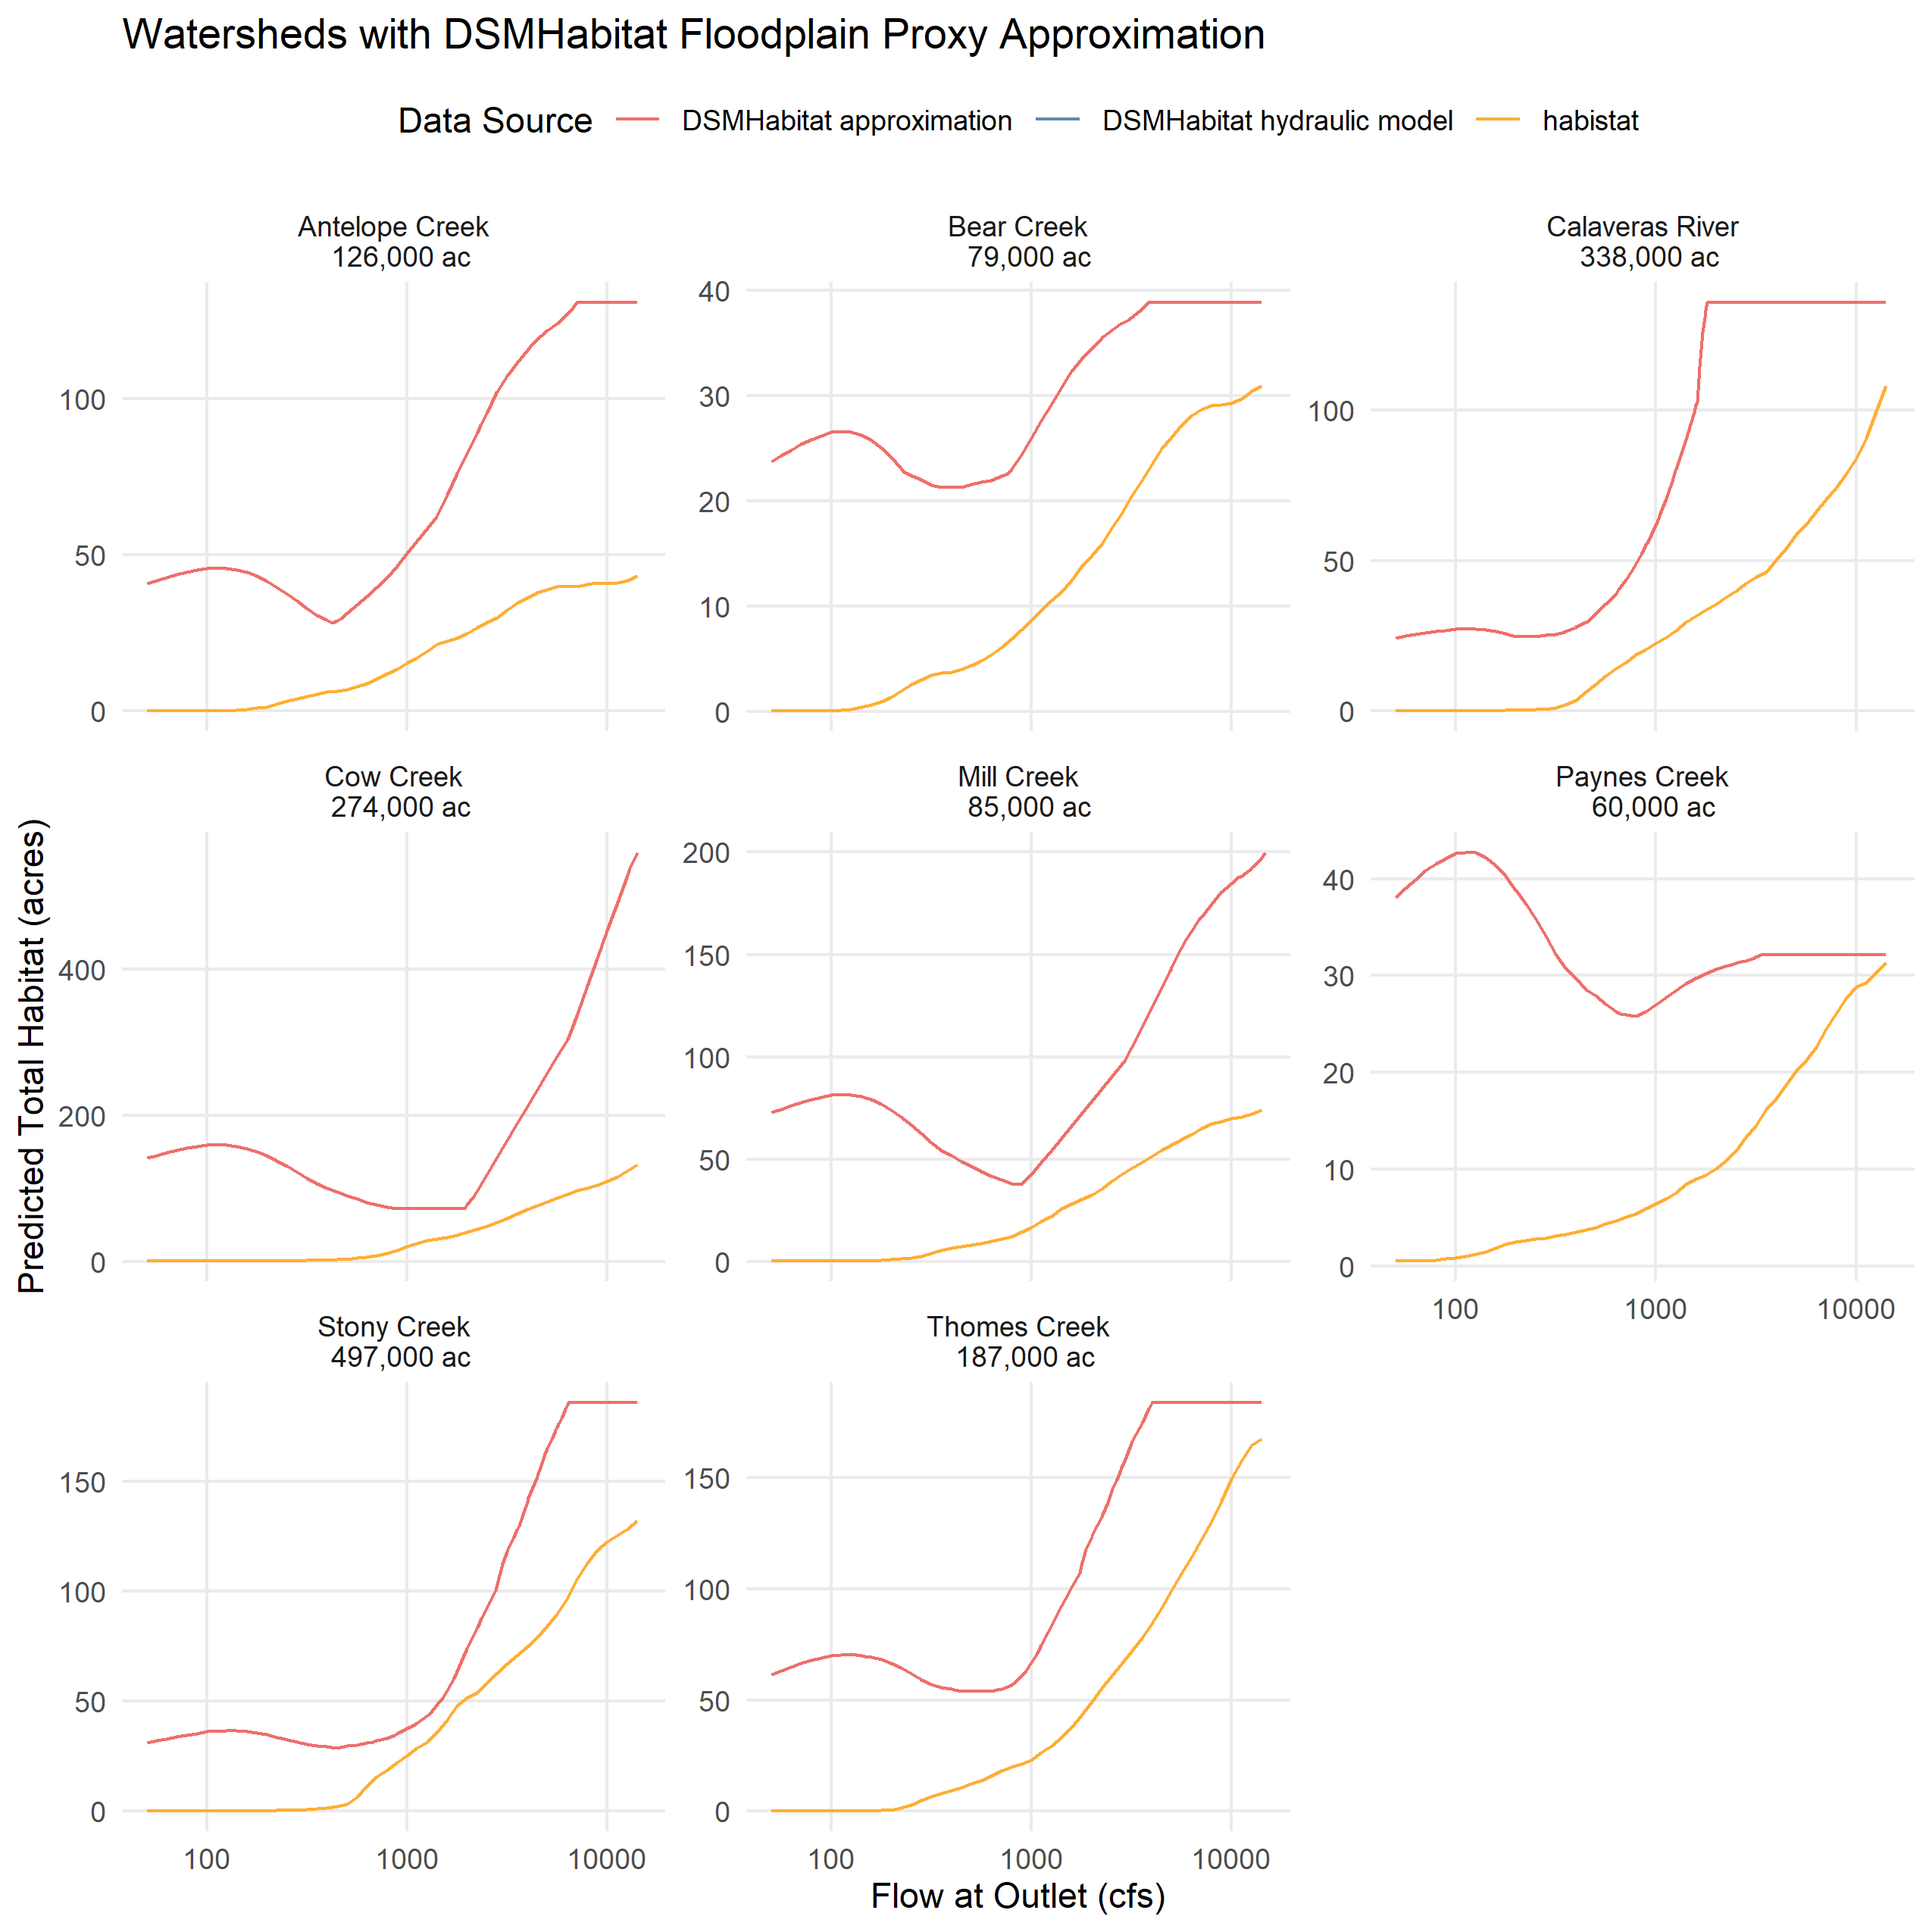 Watersheds with DSMHabitat Floodplain Proxy Approximation
Data Source
DSMHabitat approximation
DSMHabitat hydraulic model
habistat
Antelope Creek
126,000 ac
Bear Creek
79,000 ac
Calaveras River
338,000 ac
100
50
0
40
30
20
10
0
100
50
0
Cow Creek
274,000 ac
Mill Creek
85,000 ac
Paynes Creek
60,000 ac
400
200
0
200
150
100
50
0
40
30
20
10
0
100
1000
10000
Stony Creek
497,000 ac
Thomes Creek
187,000 ac
150
100
50
0
150
100
50
0
100
1000
10000
100
1000
10000
Predicted Total Habitat (acres)
Flow at Outlet (cfs)